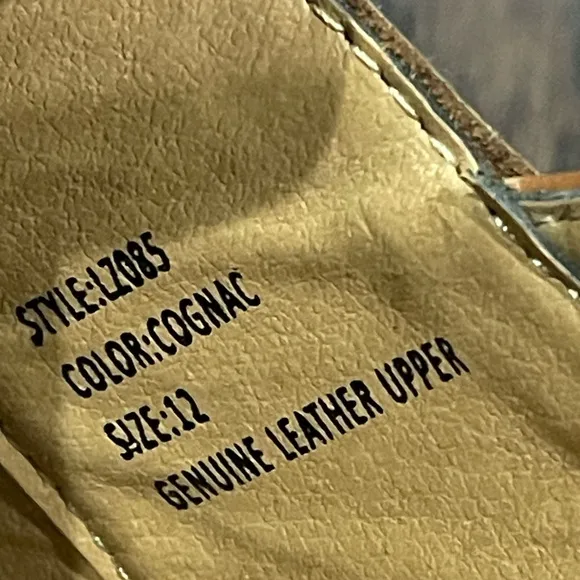 STYLE:LZ085
COLOR:COGNAC
SIZE:12
GENUINE LEATHER UPPER